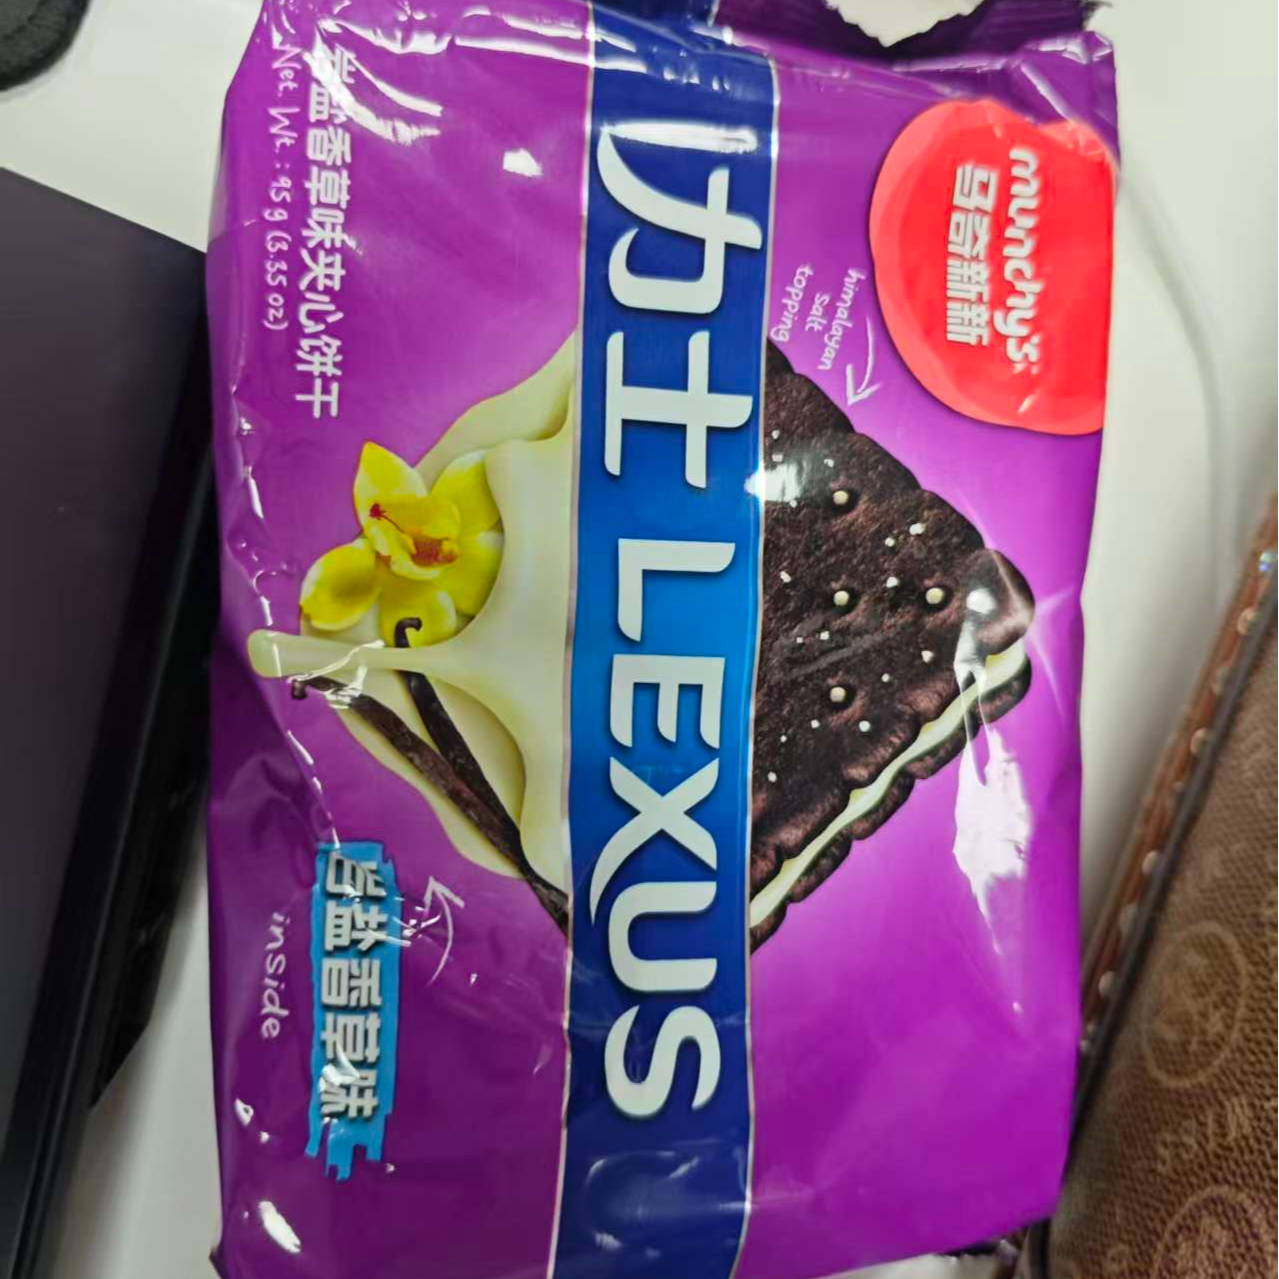 munchy's
马奇新新
himalayan
salt
topping
力士 LEXUS
岩盐香草味
inside
岩盐香草味夹心饼干
Net. Wt.: 95g (3.35 oz)